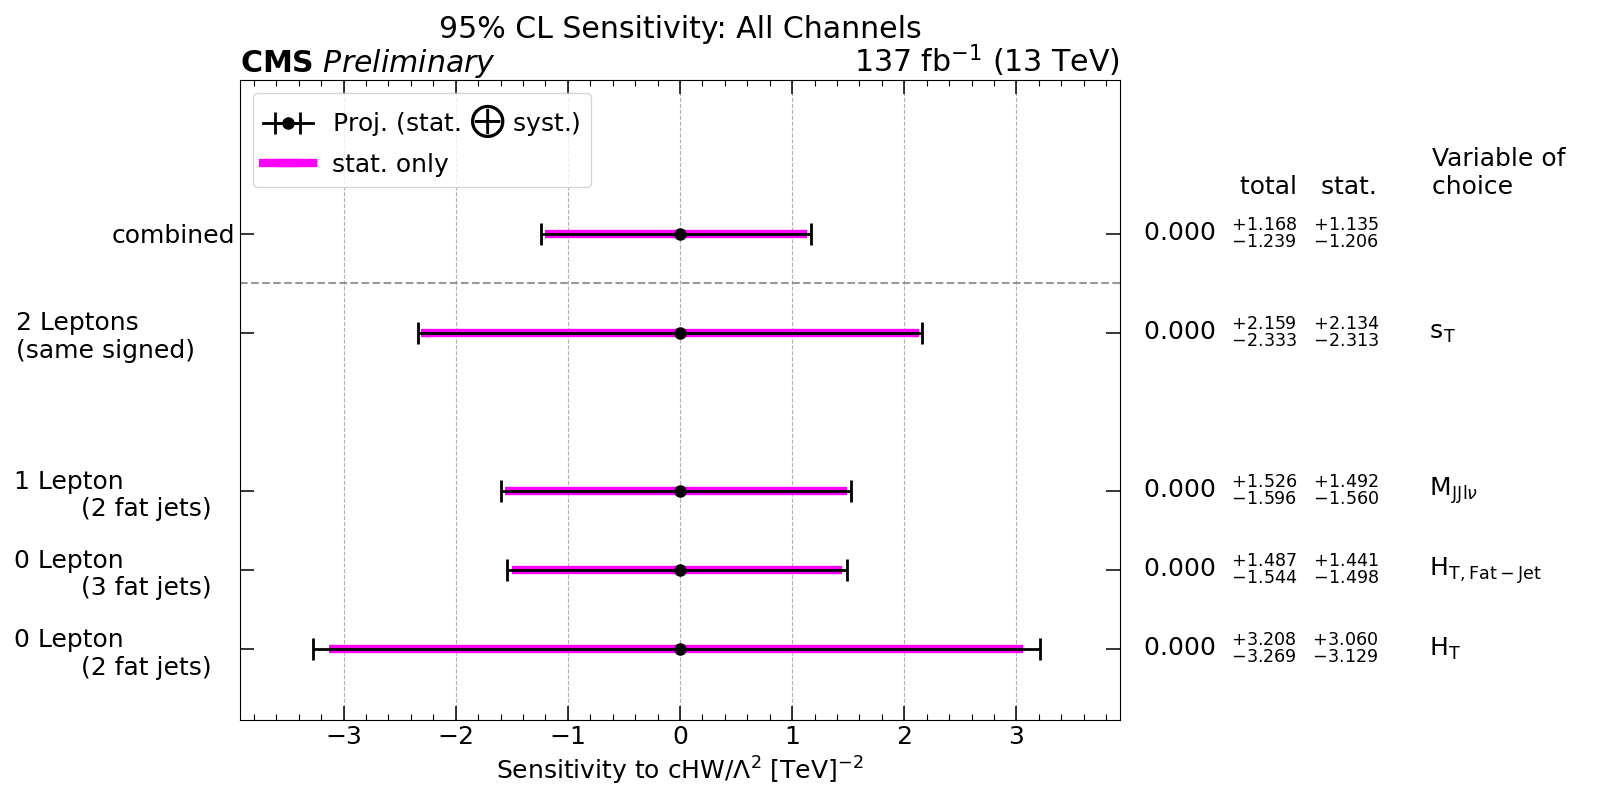 95% CL Sensitivity: All Channels
CMS Preliminary 137 fb⁻¹ (13 TeV)
Proj. (stat. ⊕ syst.)
stat. only
Variable of
total stat. choice
combined 0.000 +1.168 −1.239 +1.135 −1.206
2 Leptons
(same signed) 0.000 +2.159 −2.333 +2.134 −2.313 s_T
1 Lepton
(2 fat jets) 0.000 +1.526 −1.596 +1.492 −1.560 M_JJlν
0 Lepton
(3 fat jets) 0.000 +1.487 −1.544 +1.441 −1.498 H_T,Fat−Jet
0 Lepton
(2 fat jets) 0.000 +3.208 −3.269 +3.060 −3.129 H_T
−3 −2 −1 0 1 2 3
Sensitivity to cHW/Λ² [TeV]⁻²